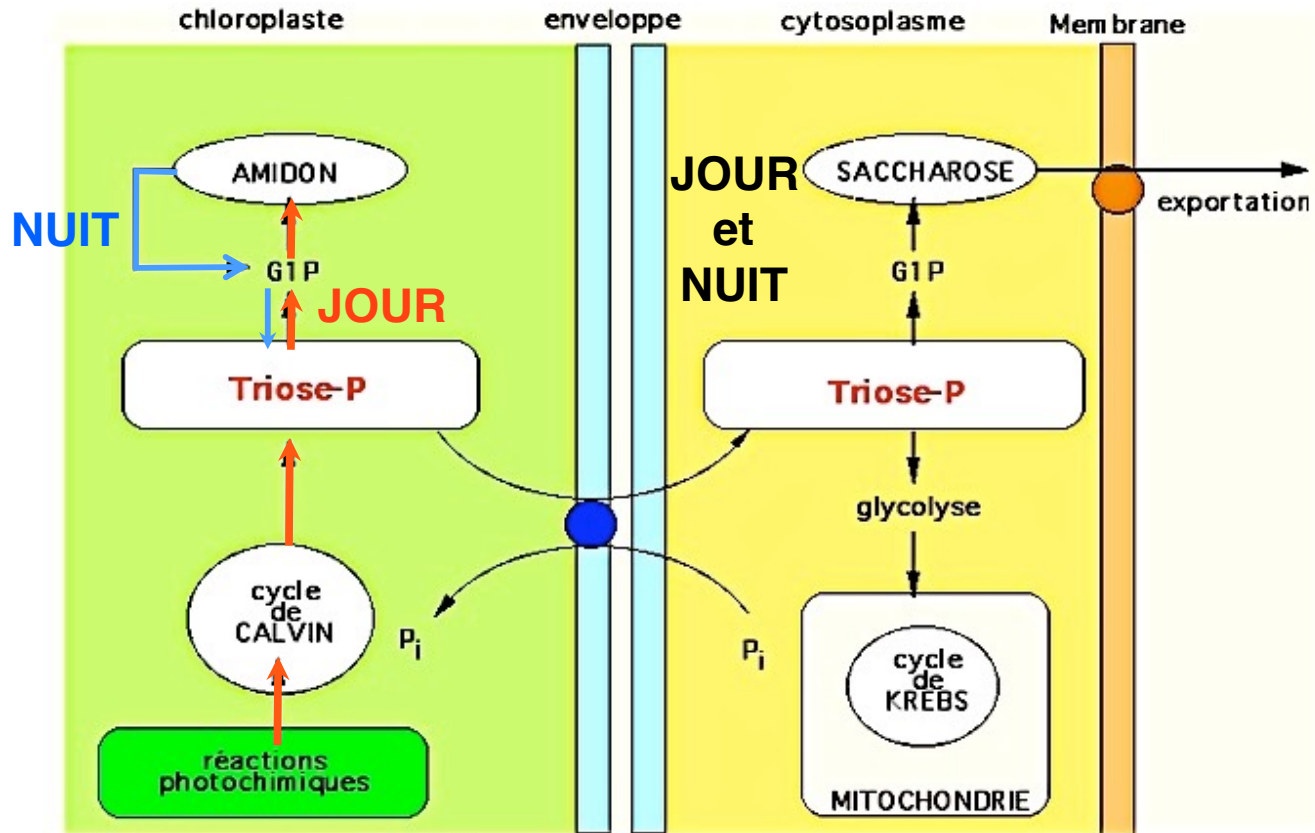 chloroplaste
enveloppe
cytosoplasme
Membrane
AMIDON
NUIT
G1P
JOUR
Triose-P
cycle
de
CALVIN
Pi
réactions
photochimiques
JOUR
et
NUIT
SACCHAROSE
exportation
G1P
Triose-P
glycolyse
Pi
cycle
de
KREBS
MITOCHONDRIE